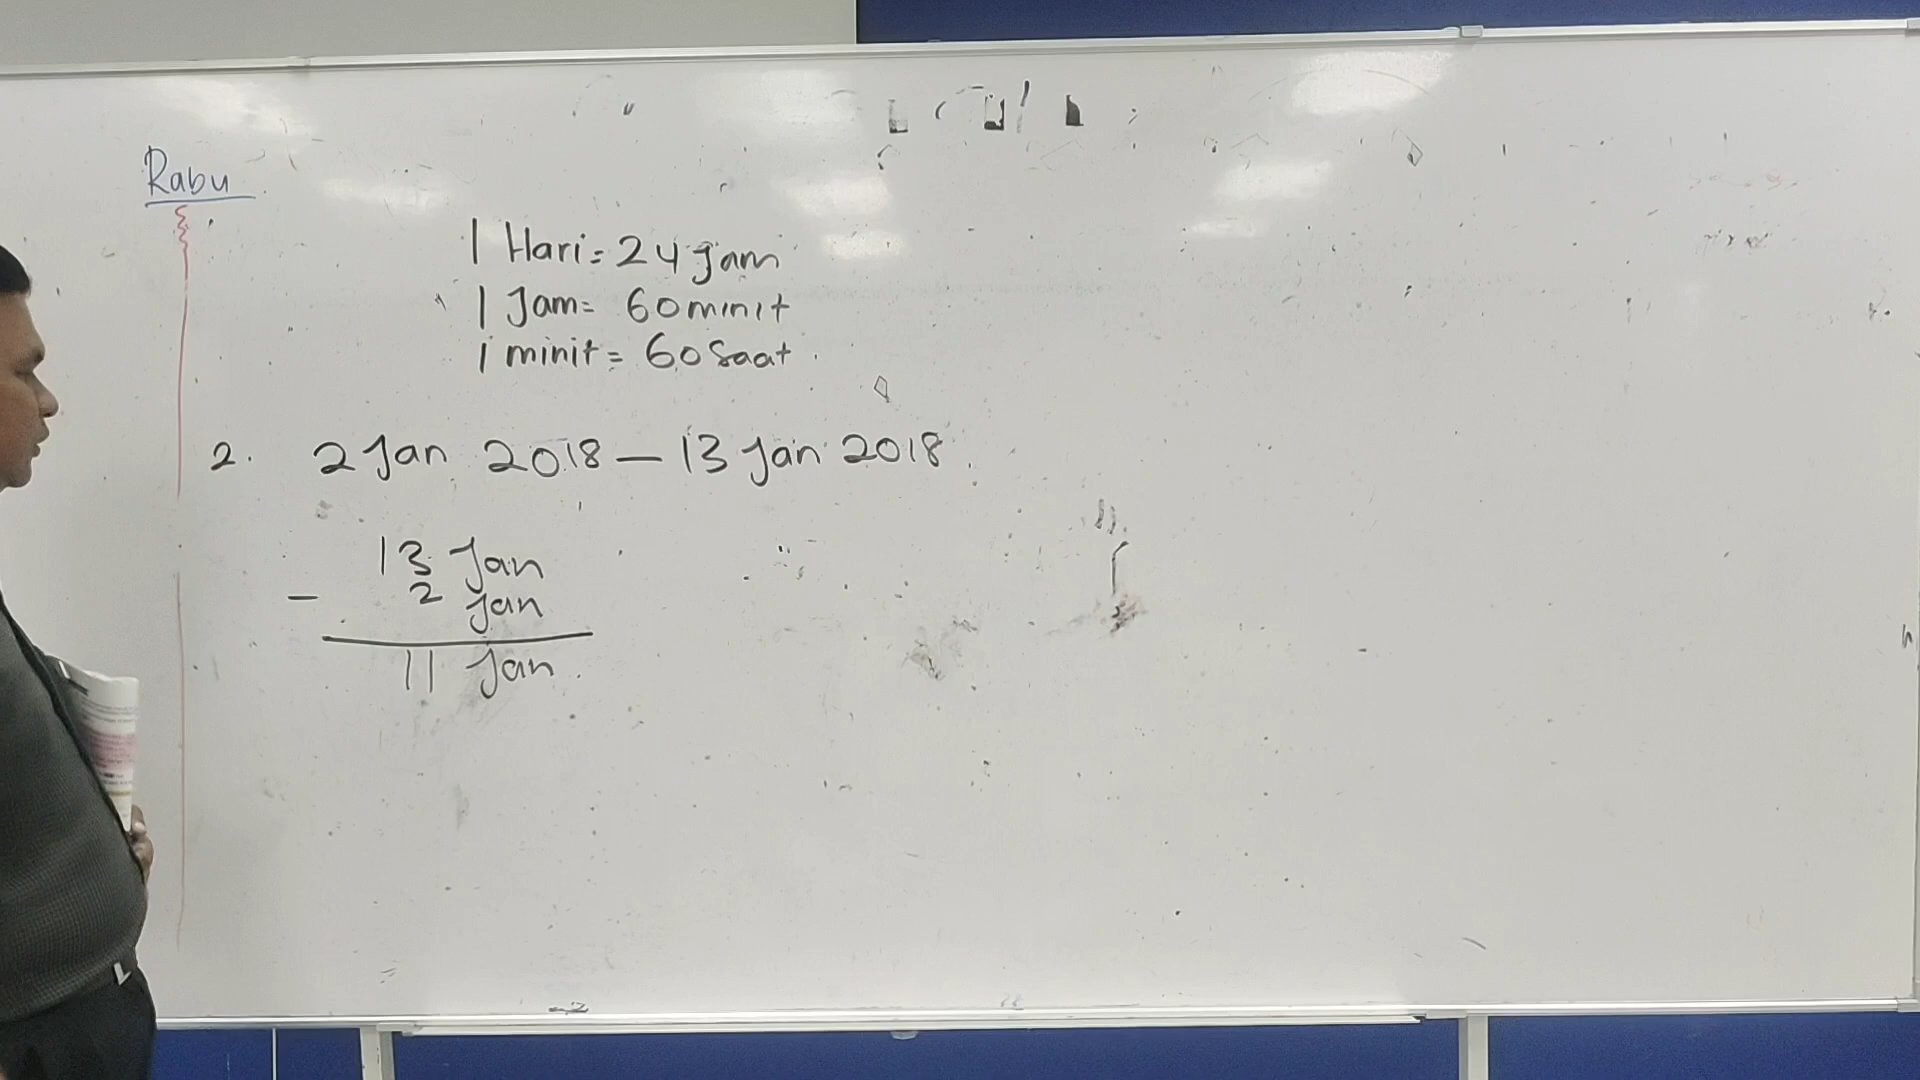 Rabu
1 Hari = 24 Jam
1 Jam = 60 minit
1 minit = 60 Saat
2. 2 Jan 2018 — 13 Jan 2018
13 Jan
- 2 Jan
11 Jan